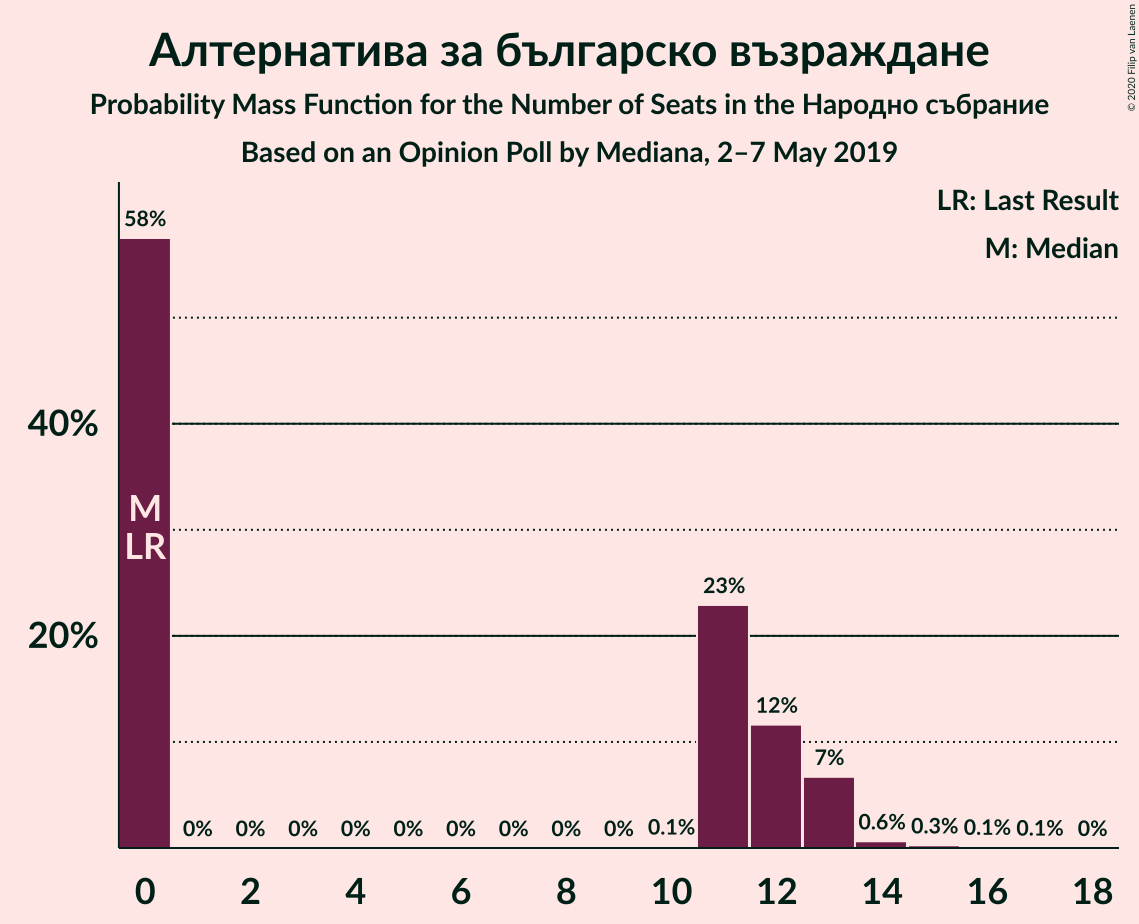 Алтернатива за българско възраждане
Probability Mass Function for the Number of Seats in the Народно събрание
Based on an Opinion Poll by Mediana, 2–7 May 2019
© 2020 Filip van Laenen
LR: Last Result
M: Median
58%
40%
M
LR
23%
20%
12%
7%
0% 0% 0% 0% 0% 0% 0% 0% 0% 0.1% 0.6% 0.3% 0.1% 0.1% 0%
0 2 4 6 8 10 12 14 16 18